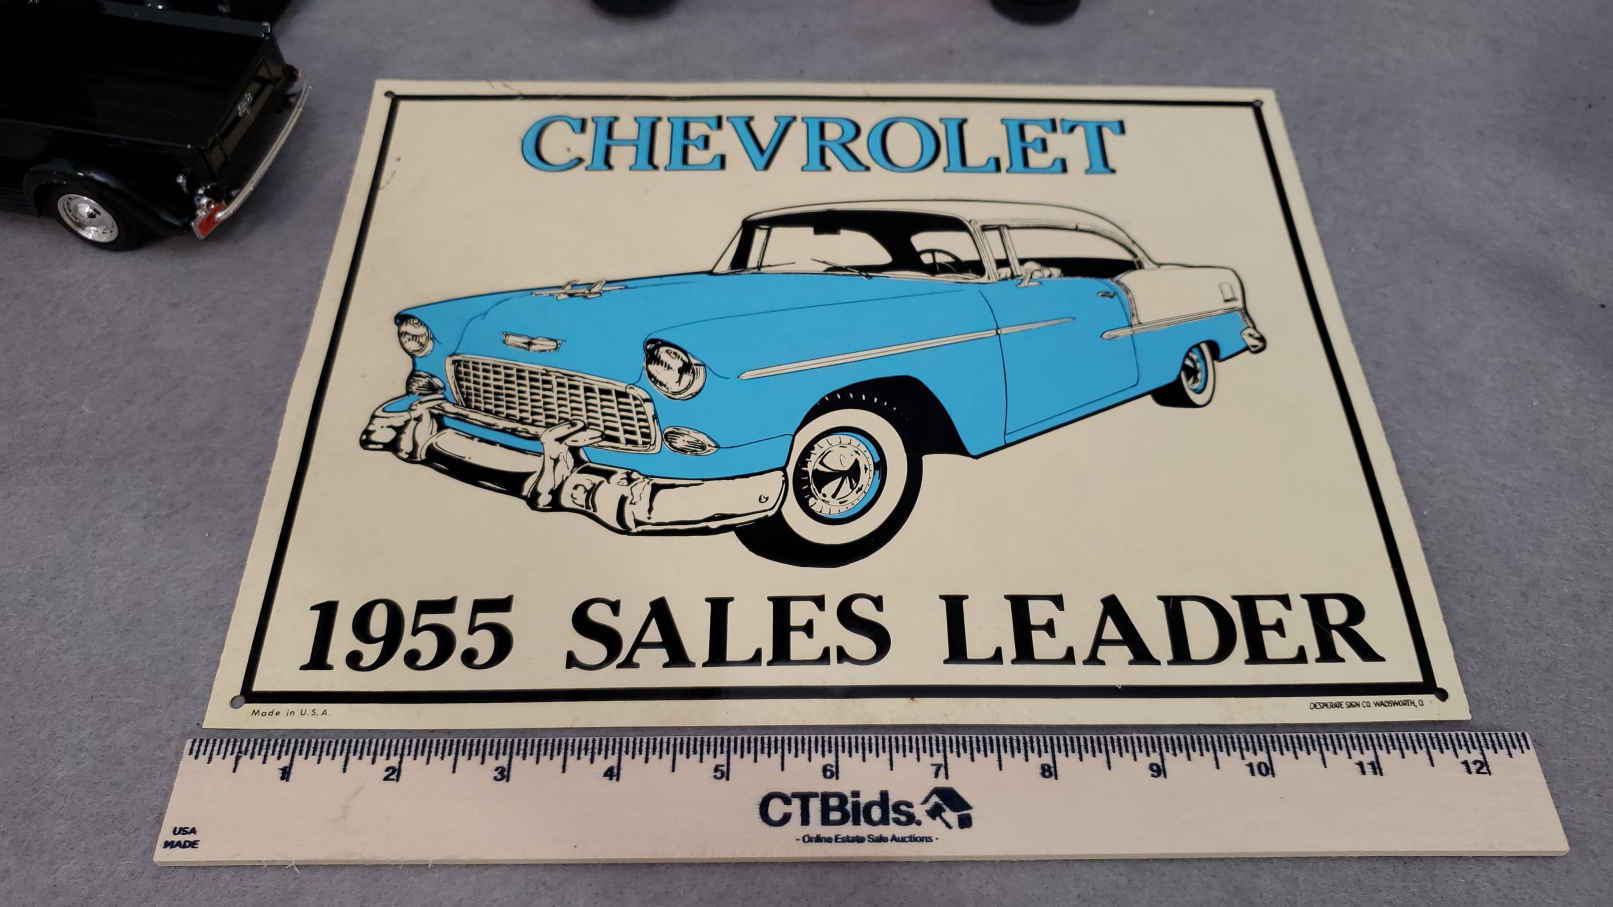 CHEVROLET
1955 SALES LEADER
Made in U.S.A.
DESPERATE SIGN CO. WADSWORTH, O.
1 2 3 4 5 6 7 8 9 10 11 12
CTBids.
- Online Estate Sale Auctions -
USA
MADE